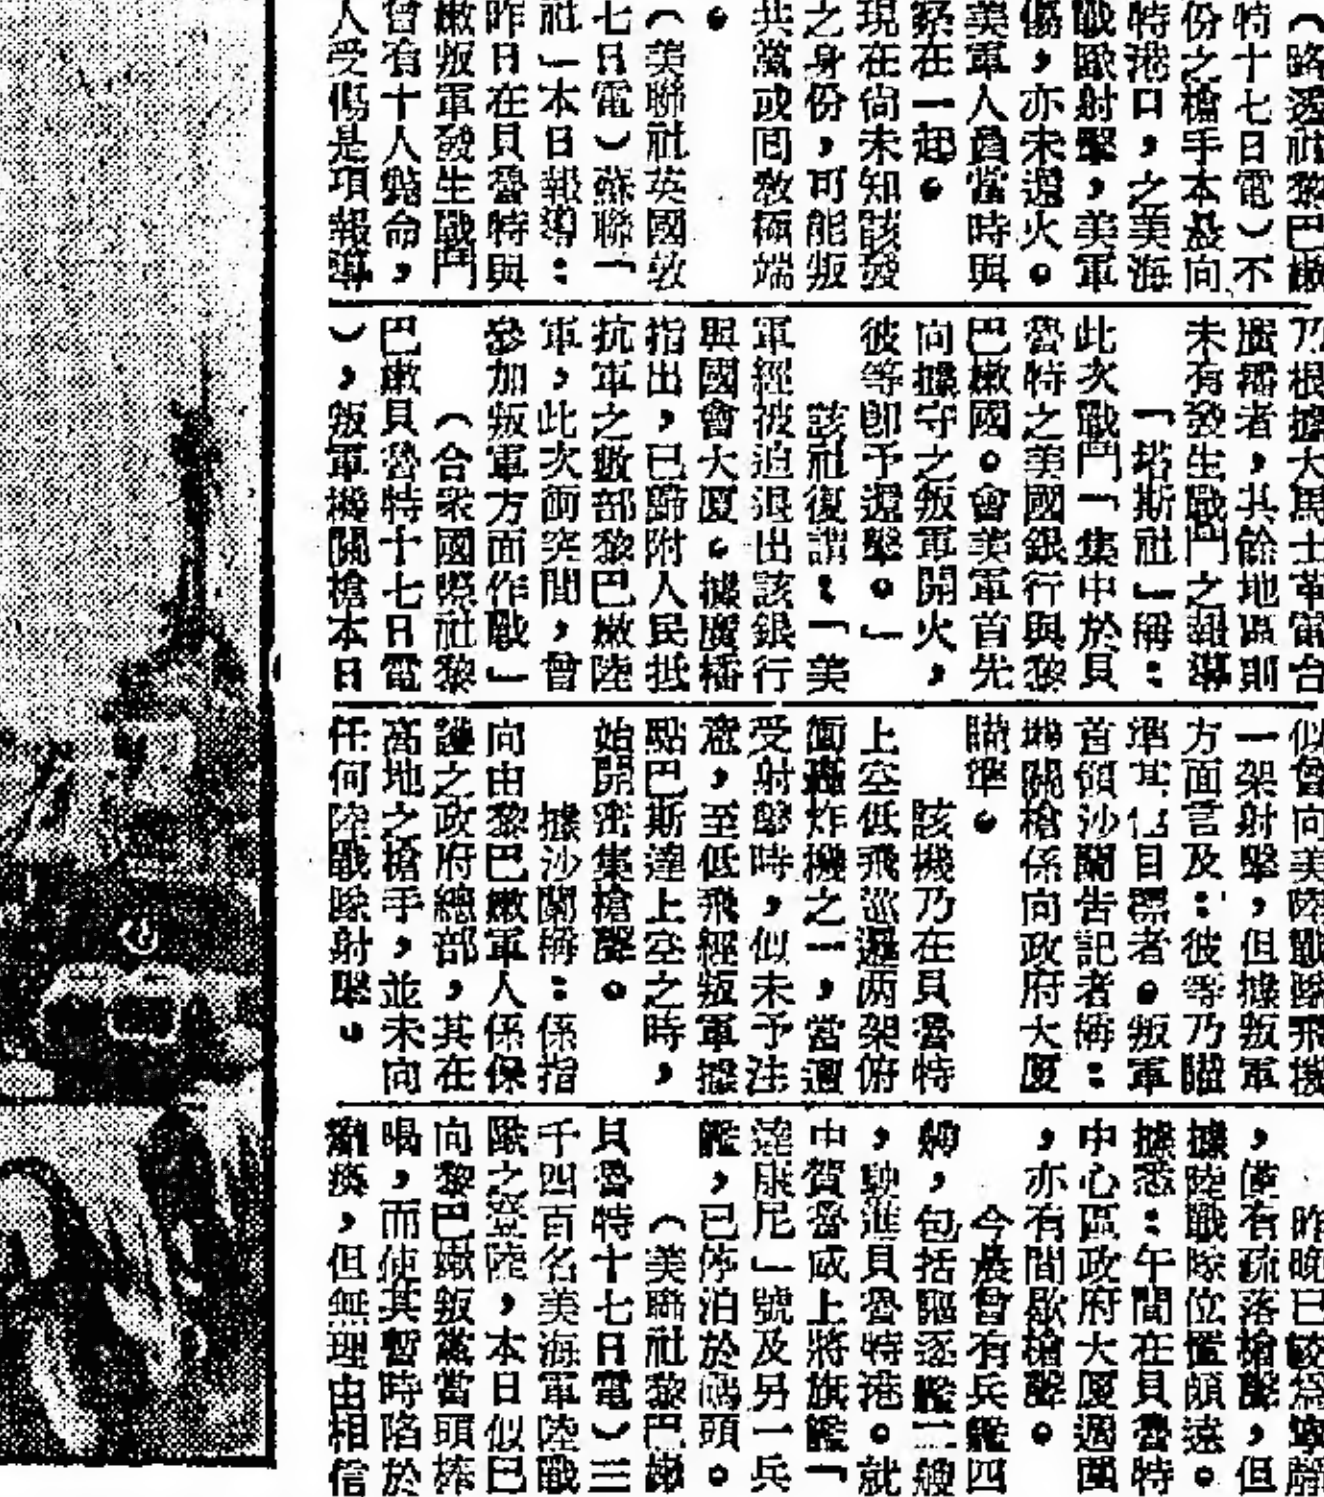 （路透社黎巴嫩
特十七日電）不
份之槍手本晨向
特港口，之美海
戰隊射擊，美軍
傷，亦未還火。
美軍人員當時與
祭在一起。
現在尚未知該發
之身份，可能叛
共黨或回教極端
。
（美聯社英國敦
七日電）蘇聯「
社」本日報導：
昨日在貝魯特與
嫩叛軍發生戰鬥
曾有十人斃命，
人受傷是項報導
乃根據大馬士革電台
廣播者，其餘地區則
未有發生戰鬥之報導
「塔斯社」稱：
此次戰鬥「集中於貝
魯特之美國銀行與黎
巴嫩國。會美軍首先
向據守之叛軍開火，
彼等即予還擊。」
該社復謂：「美
軍經被迫退出該銀行
與國會大廈。據廣播
指出，已歸附人民抵
抗軍之數部黎巴嫩陸
軍，此次衝突間，曾
參加叛軍方面作戰」
（合衆國際社黎
巴嫩貝魯特十七日電
），叛軍機關槍本日
似曾向美陸戰隊飛機
一架射擊，但據叛軍
方面言及：彼等乃瞄
準其他目標者。叛軍
首領沙蘭告記者稱：
機關槍係向政府大廈
瞄準。
該機乃在貝魯特
上空低飛巡邏兩架俯
衝轟炸機之一，當遭
受射擊時，似未予注
意，至低飛經叛軍據
點巴斯達上空之時，
始開密集槍聲。
據沙蘭稱：係指
向由黎巴嫩軍人係保
護之政府總部，其在
高地之槍手，並未向
任何陸戰隊射擊。
昨晚已較為寧靜
，僅有疏落槍聲，但
據陸戰隊位置頗遠。
據悉：午間在貝魯特
中心區政府大廈週圍
，亦有間歇槍聲。
今晨曾有兵艦四
艘，包括驅逐艦三艘
，駛進貝魯特港。就
中賀魯威上將旗艦「
達康尼」號及另一兵
艦，已停泊於碼頭。
（美聯社黎巴嫩
貝魯特十七日電）三
千四百名美海軍陸戰
隊之登陸，本日似已
向黎巴嫩叛黨當頭棒
喝，而使其暫時陷於
癱瘓，但無理由相信